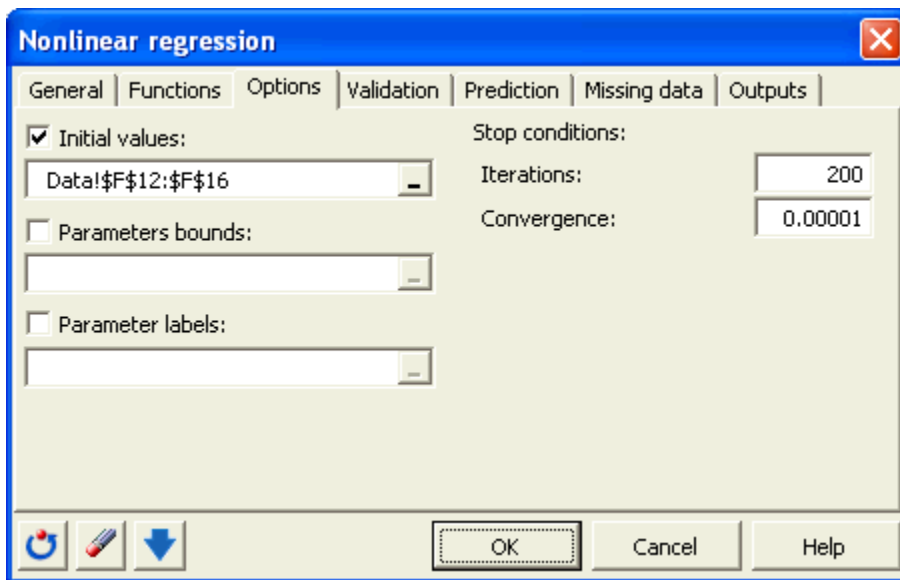 Nonlinear regression
General Functions Options Validation Prediction Missing data Outputs
Initial values:
Data!$F$12:$F$16
Parameters bounds:
Parameter labels:
Stop conditions:
Iterations: 200
Convergence: 0.00001
OK Cancel Help